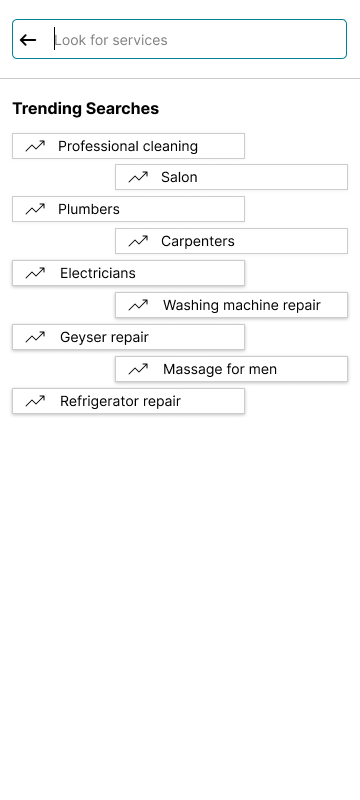 Look for services
Trending Searches
Professional cleaning
Salon
Plumbers
Carpenters
Electricians
Washing machine repair
Geyser repair
Massage for men
Refrigerator repair